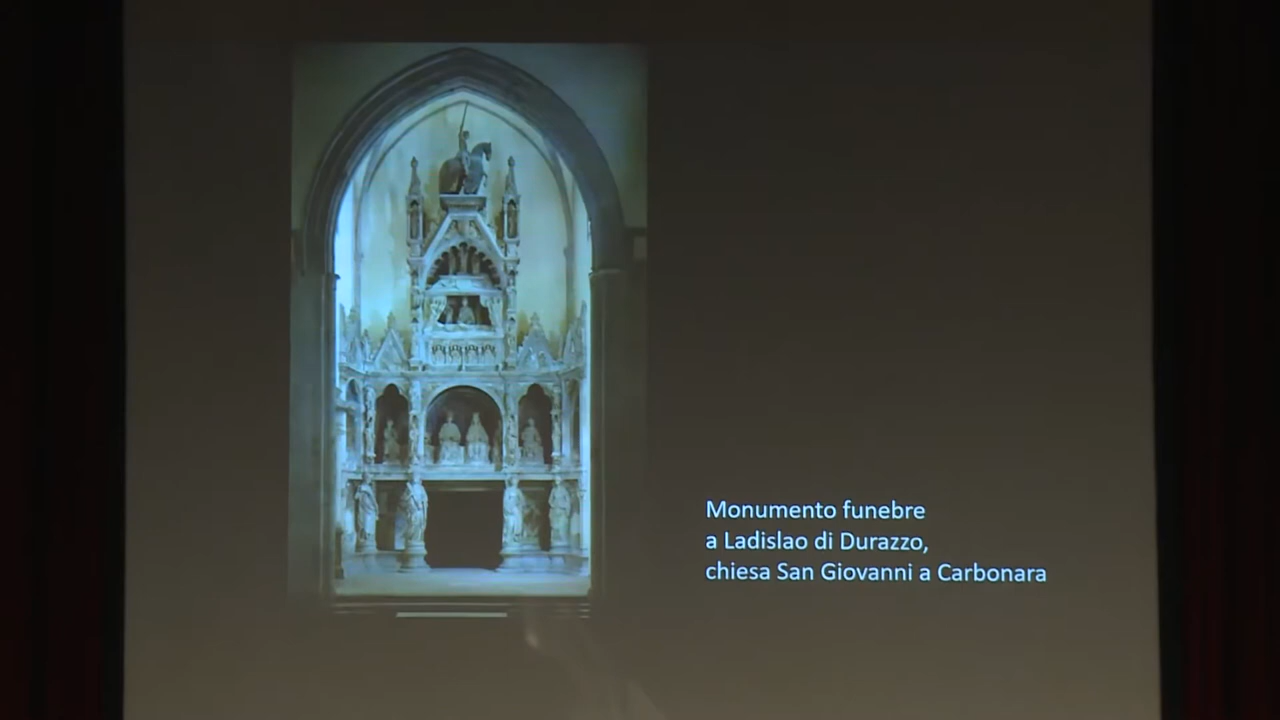 Monumento funebre
a Ladislao di Durazzo,
chiesa San Giovanni a Carbonara